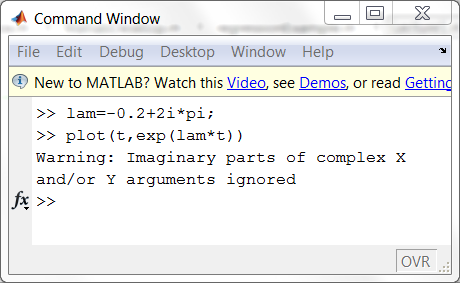 Command Window
File Edit Debug Desktop Window Help
New to MATLAB? Watch this Video, see Demos, or read Getting
>> lam=-0.2+2i*pi;
>> plot(t,exp(lam*t))
Warning: Imaginary parts of complex X
and/or Y arguments ignored
fx >>
OVR